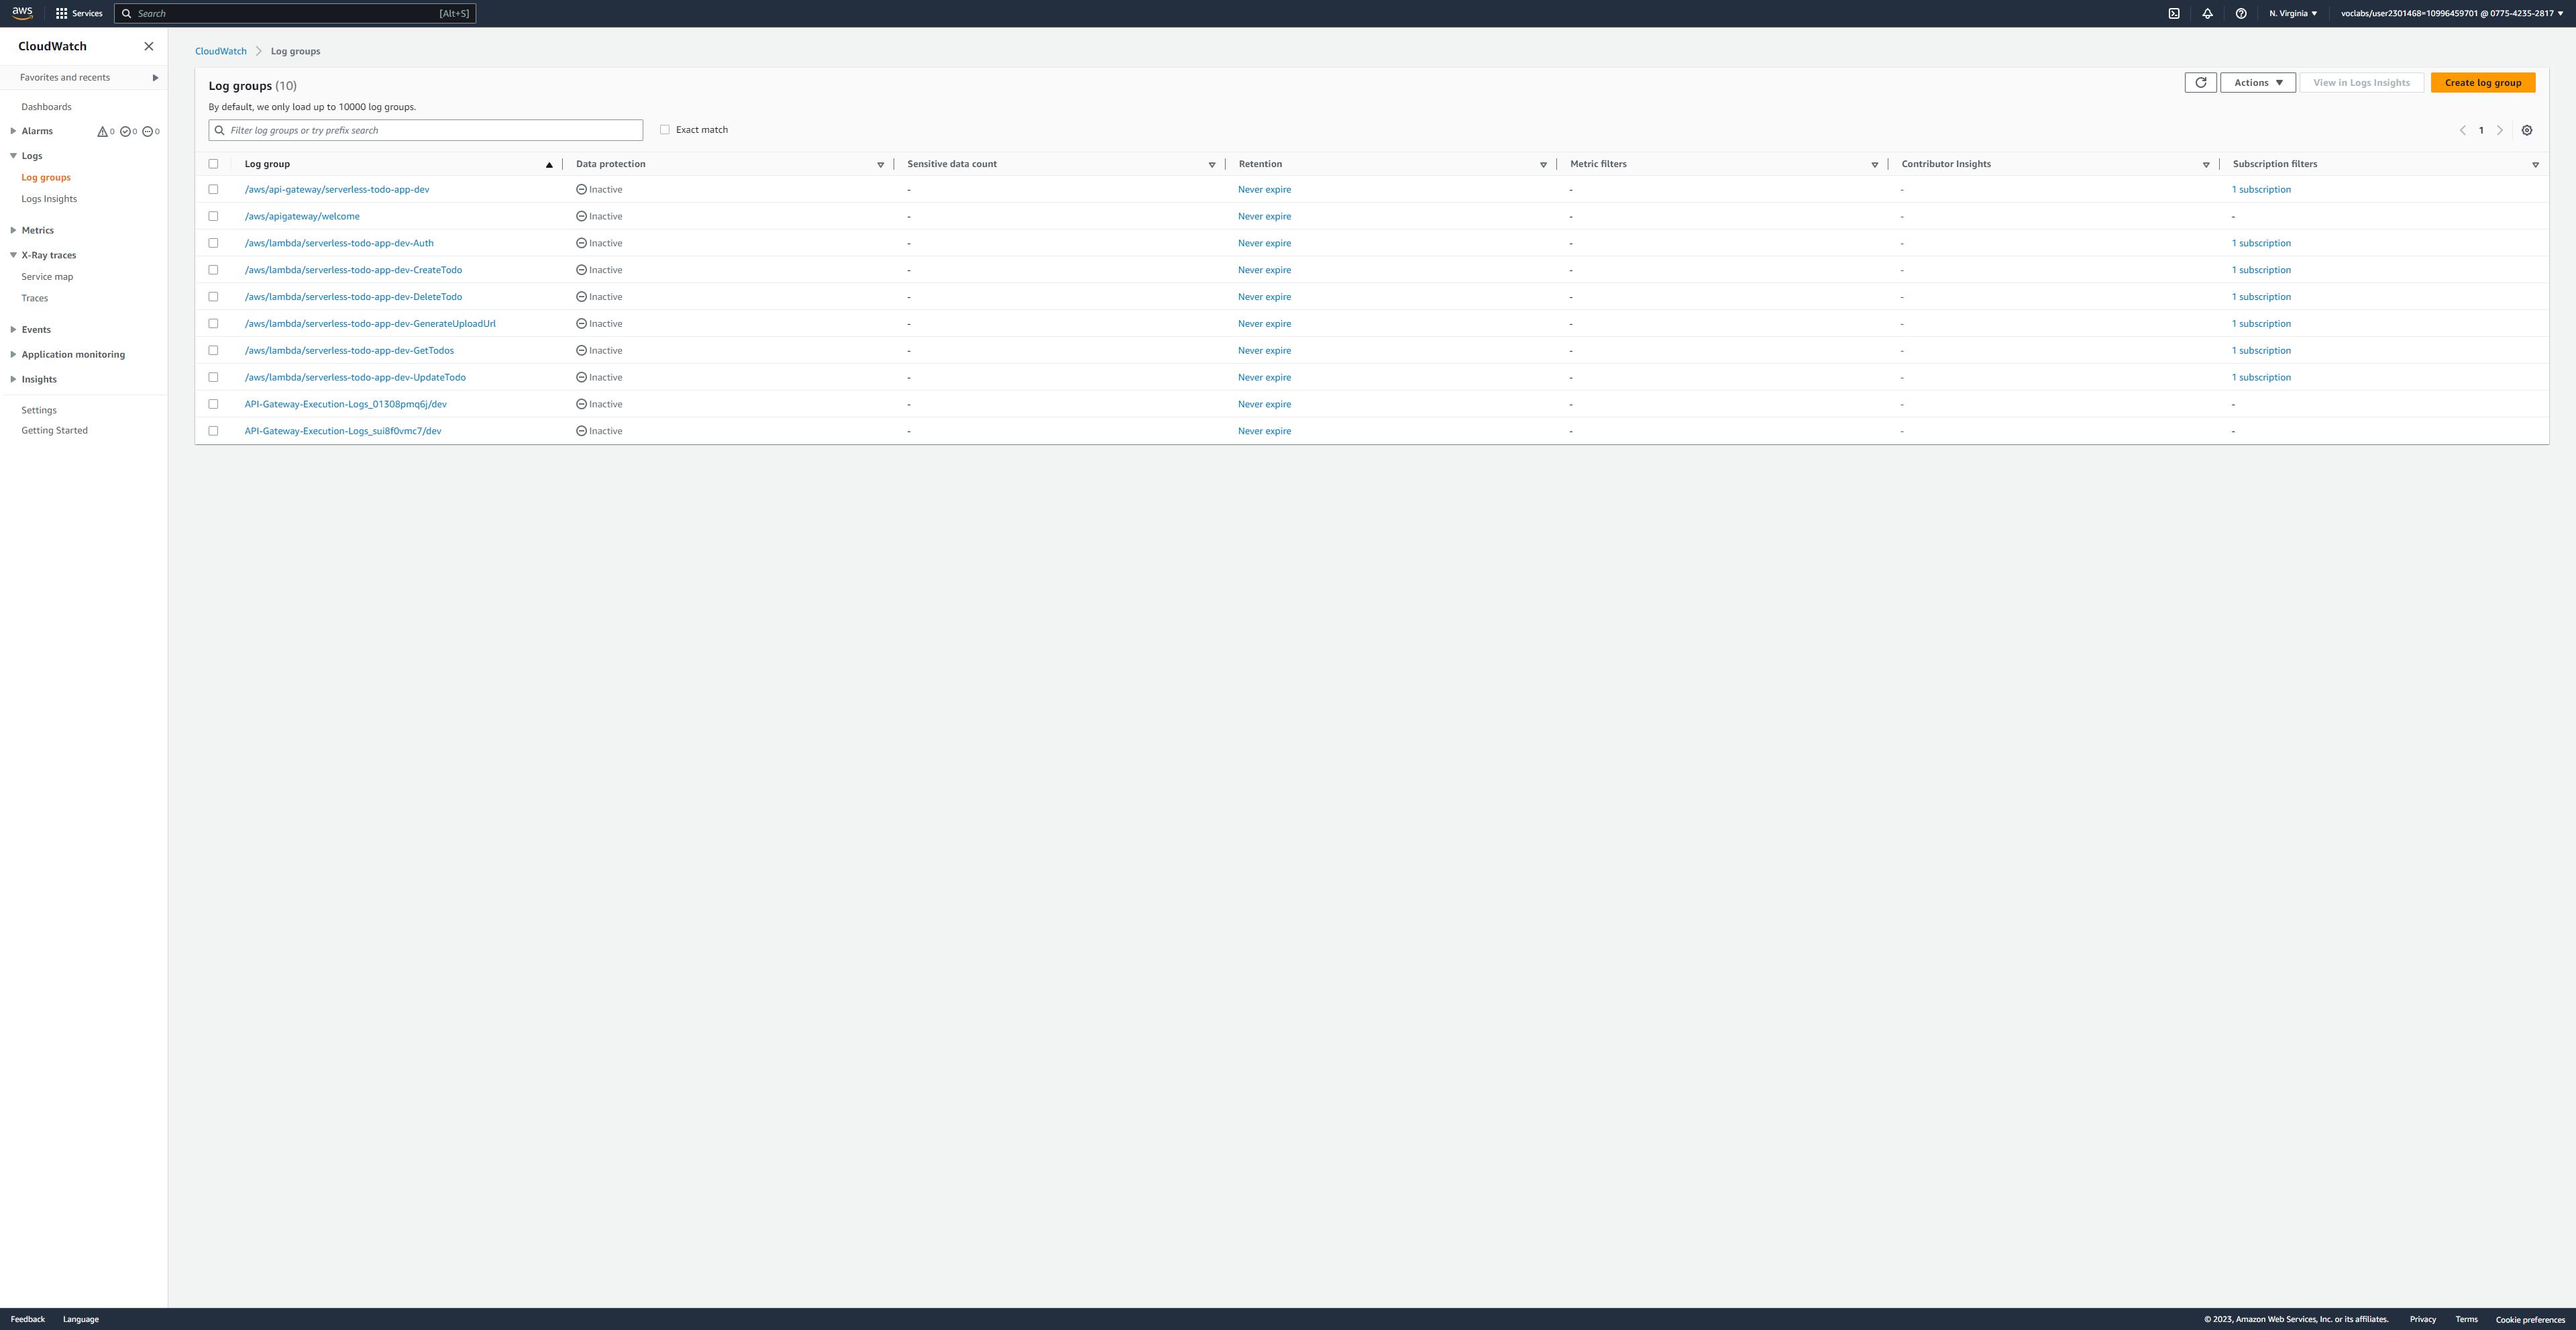 aws Services Search [Alt+S] N. Virginia voclabs/user2301468=10996459701 @ 0775-4235-2817
CloudWatch
Favorites and recents
Dashboards
Alarms 0 0 0
Logs
Log groups
Logs Insights
Metrics
X-Ray traces
Service map
Traces
Events
Application monitoring
Insights
Settings
Getting Started
CloudWatch Log groups
Log groups (10) Actions View in Logs Insights Create log group
By default, we only load up to 10000 log groups.
Filter log groups or try prefix search Exact match 1
Log group Data protection Sensitive data count Retention Metric filters Contributor Insights Subscription filters
/aws/api-gateway/serverless-todo-app-dev Inactive - Never expire - - 1 subscription
/aws/apigateway/welcome Inactive - Never expire - - -
/aws/lambda/serverless-todo-app-dev-Auth Inactive - Never expire - - 1 subscription
/aws/lambda/serverless-todo-app-dev-CreateTodo Inactive - Never expire - - 1 subscription
/aws/lambda/serverless-todo-app-dev-DeleteTodo Inactive - Never expire - - 1 subscription
/aws/lambda/serverless-todo-app-dev-GenerateUploadUrl Inactive - Never expire - - 1 subscription
/aws/lambda/serverless-todo-app-dev-GetTodos Inactive - Never expire - - 1 subscription
/aws/lambda/serverless-todo-app-dev-UpdateTodo Inactive - Never expire - - 1 subscription
API-Gateway-Execution-Logs_01308pmq6j/dev Inactive - Never expire - - -
API-Gateway-Execution-Logs_sui8f0vmc7/dev Inactive - Never expire - - -
Feedback Language © 2023, Amazon Web Services, Inc. or its affiliates. Privacy Terms Cookie preferences